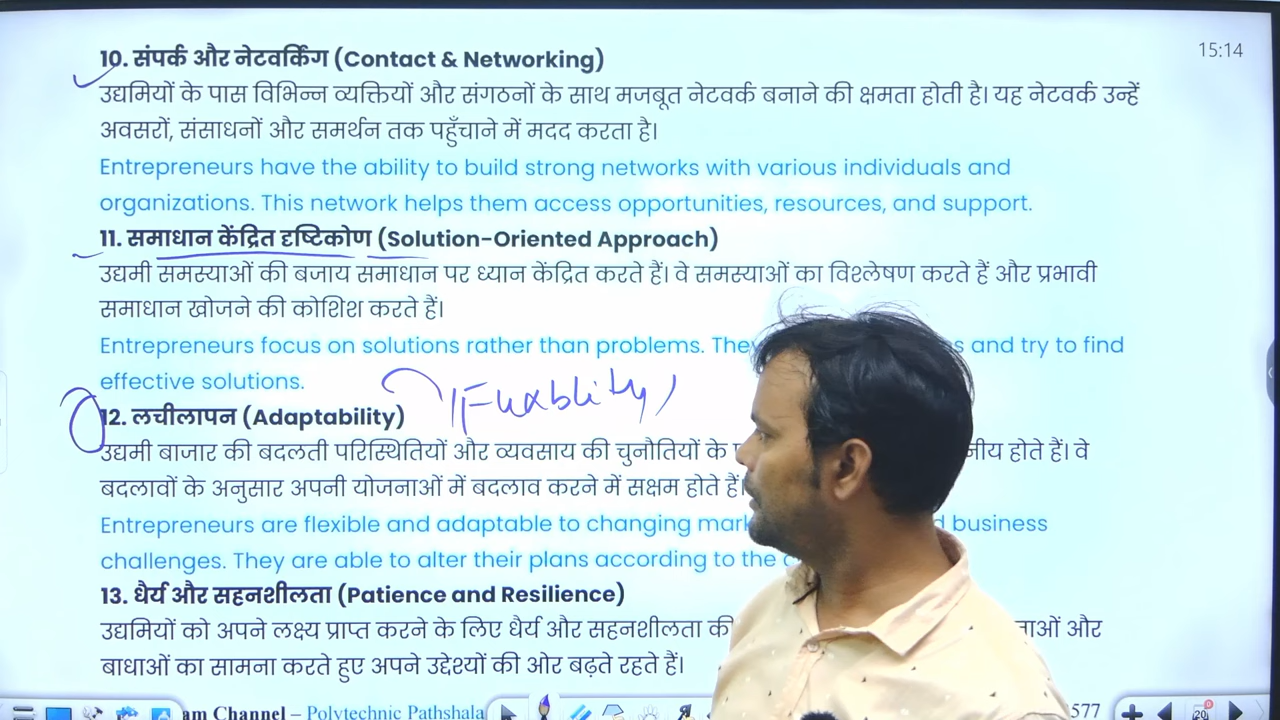 15:14
10. संपर्क और नेटवर्किंग (Contact & Networking)
उद्यमियों के पास विभिन्न व्यक्तियों और संगठनों के साथ मजबूत नेटवर्क बनाने की क्षमता होती है। यह नेटवर्क उन्हें
अवसरों, संसाधनों और समर्थन तक पहुँचाने में मदद करता है।
Entrepreneurs have the ability to build strong networks with various individuals and
organizations. This network helps them access opportunities, resources, and support.
11. समाधान केंद्रित दृष्टिकोण (Solution-Oriented Approach)
उद्यमी समस्याओं की बजाय समाधान पर ध्यान केंद्रित करते हैं। वे समस्याओं का विश्लेषण करते हैं और प्रभावी
समाधान खोजने की कोशिश करते हैं।
Entrepreneurs focus on solutions rather than problems. They and try to find
effective solutions.
12. लचीलापन (Adaptability)
उद्यमी बाजार की बदलती परिस्थितियों और व्यवसाय की चुनौतियों के होते हैं। वे
बदलावों के अनुसार अपनी योजनाओं में बदलाव करने में सक्षम होते हैं।
Entrepreneurs are flexible and adaptable to changing business
challenges. They are able to alter their plans according to the
13. धैर्य और सहनशीलता (Patience and Resilience)
उद्यमियों को अपने लक्ष्य प्राप्त करने के लिए धैर्य और सहनशीलता की और
बाधाओं का सामना करते हुए अपने उद्देश्यों की ओर बढ़ते रहते हैं।
am Channel – Polytechnic Pathshala 577